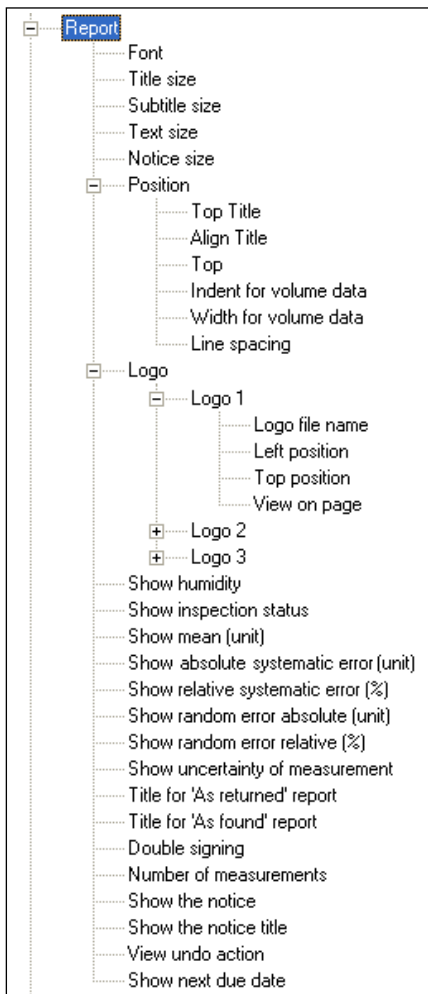 Report
Font
Title size
Subtitle size
Text size
Notice size
Position
Top Title
Align Title
Top
Indent for volume data
Width for volume data
Line spacing
Logo
Logo 1
Logo file name
Left position
Top position
View on page
Logo 2
Logo 3
Show humidity
Show inspection status
Show mean (unit)
Show absolute systematic error (unit)
Show relative systematic error (%)
Show random error absolute (unit)
Show random error relative (%)
Show uncertainty of measurement
Title for 'As returned' report
Title for 'As found' report
Double signing
Number of measurements
Show the notice
Show the notice title
View undo action
Show next due date